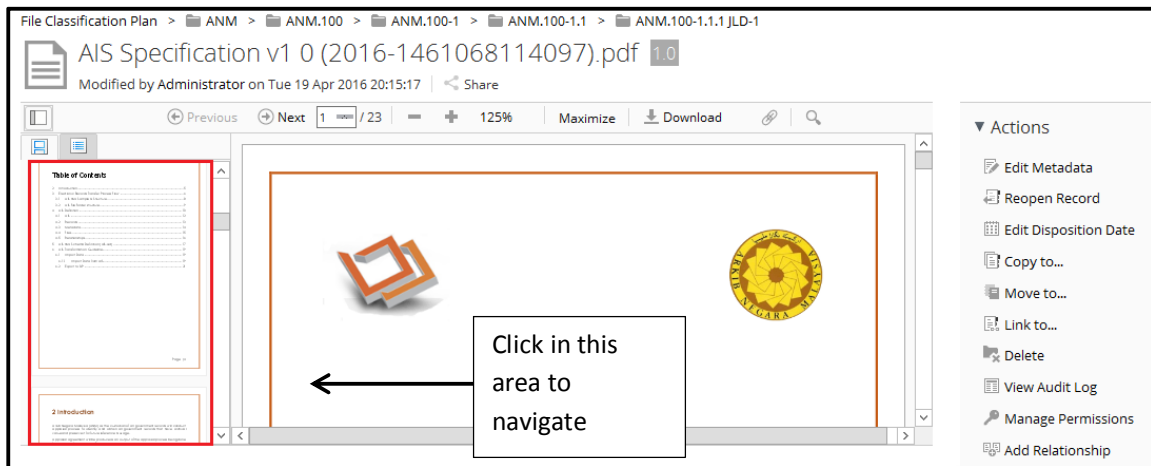 File Classification Plan > ANM > ANM.100 > ANM.100-1 > ANM.100-1.1 > ANM.100-1.1.1 JLD-1
AIS Specification v1 0 (2016-1461068114097).pdf 1.0
Modified by Administrator on Tue 19 Apr 2016 20:15:17 Share
Previous Next 1 / 23 125% Maximize Download
Table of Contents
2 Introduction
ARKIB NEGARA MALAYSIA
Click in this
area to
navigate
Actions
Edit Metadata
Reopen Record
Edit Disposition Date
Copy to...
Move to...
Link to...
Delete
View Audit Log
Manage Permissions
Add Relationship